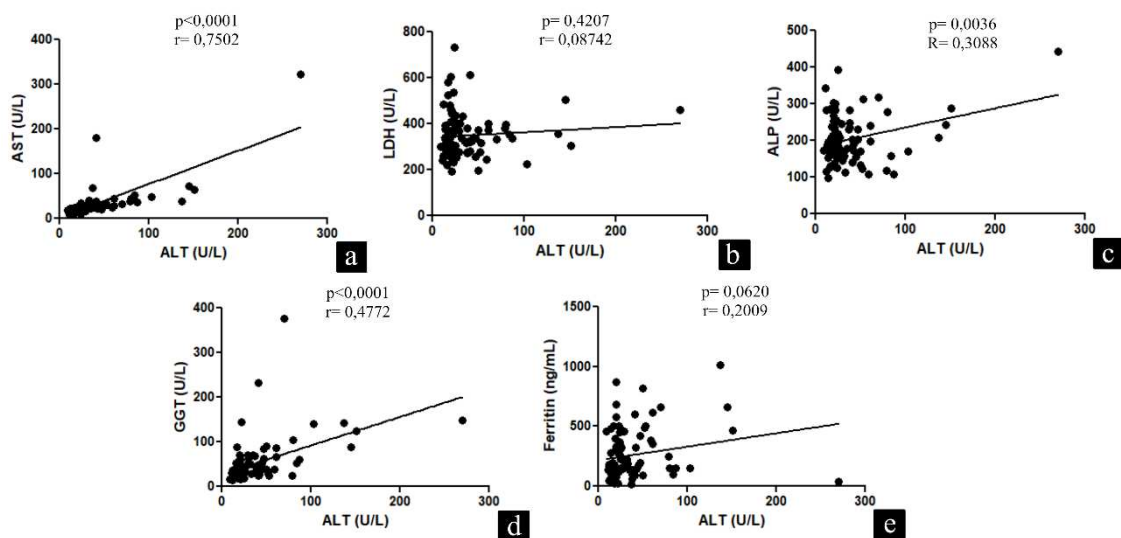 p<0,0001
r= 0,7502
AST (U/L)
400
300
200
100
0
0 100 200 300
ALT (U/L)
a
p= 0,4207
r= 0,08742
LDH (U/L)
800
600
400
200
0
0 100 200 300
ALT (U/L)
b
p= 0,0036
R= 0,3088
ALP (U/L)
500
400
300
200
100
0
0 100 200 300
ALT (U/L)
c
p<0,0001
r= 0,4772
GGT (U/L)
400
300
200
100
0
0 100 200 300
ALT (U/L)
d
p= 0,0620
r= 0,2009
Ferritin (ng/mL)
1500
1000
500
0
0 100 200 300
ALT (U/L)
e